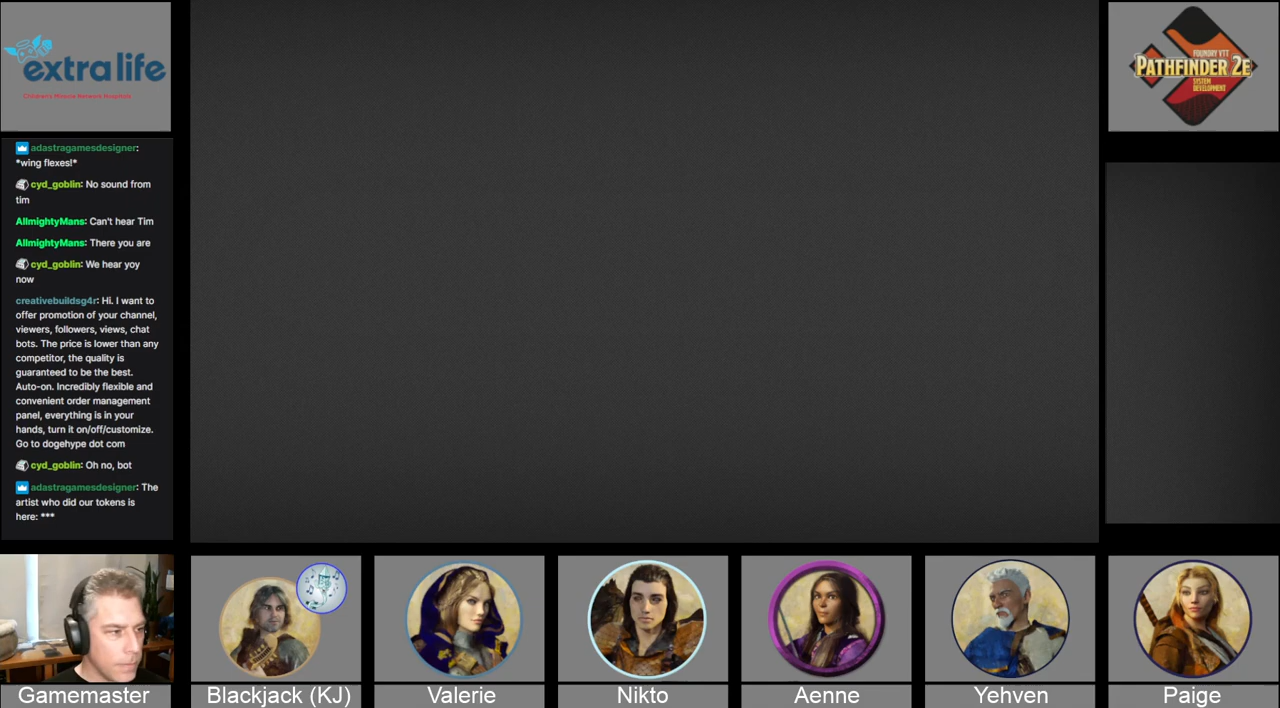 extralife
Children's Miracle Network Hospitals
FOUNDRY VTT
PATHFINDER 2E
SYSTEM
DEVELOPMENT
adastragamesdesigner:
*wing flexes!*
cyd_goblin: No sound from
tim
AllmightyMans: Can't hear Tim
AllmightyMans: There you are
cyd_goblin: We hear yoy
now
creativebuildsg4r: Hi. I want to
offer promotion of your channel,
viewers, followers, views, chat
bots. The price is lower than any
competitor, the quality is
guaranteed to be the best.
Auto-on. Incredibly flexible and
convenient order management
panel, everything is in your
hands, turn it on/off/customize.
Go to dogehype dot com
cyd_goblin: Oh no, bot
adastragamesdesigner: The
artist who did our tokens is
here: ***
Gamemaster
Blackjack (KJ)
Valerie
Nikto
Aenne
Yehven
Paige